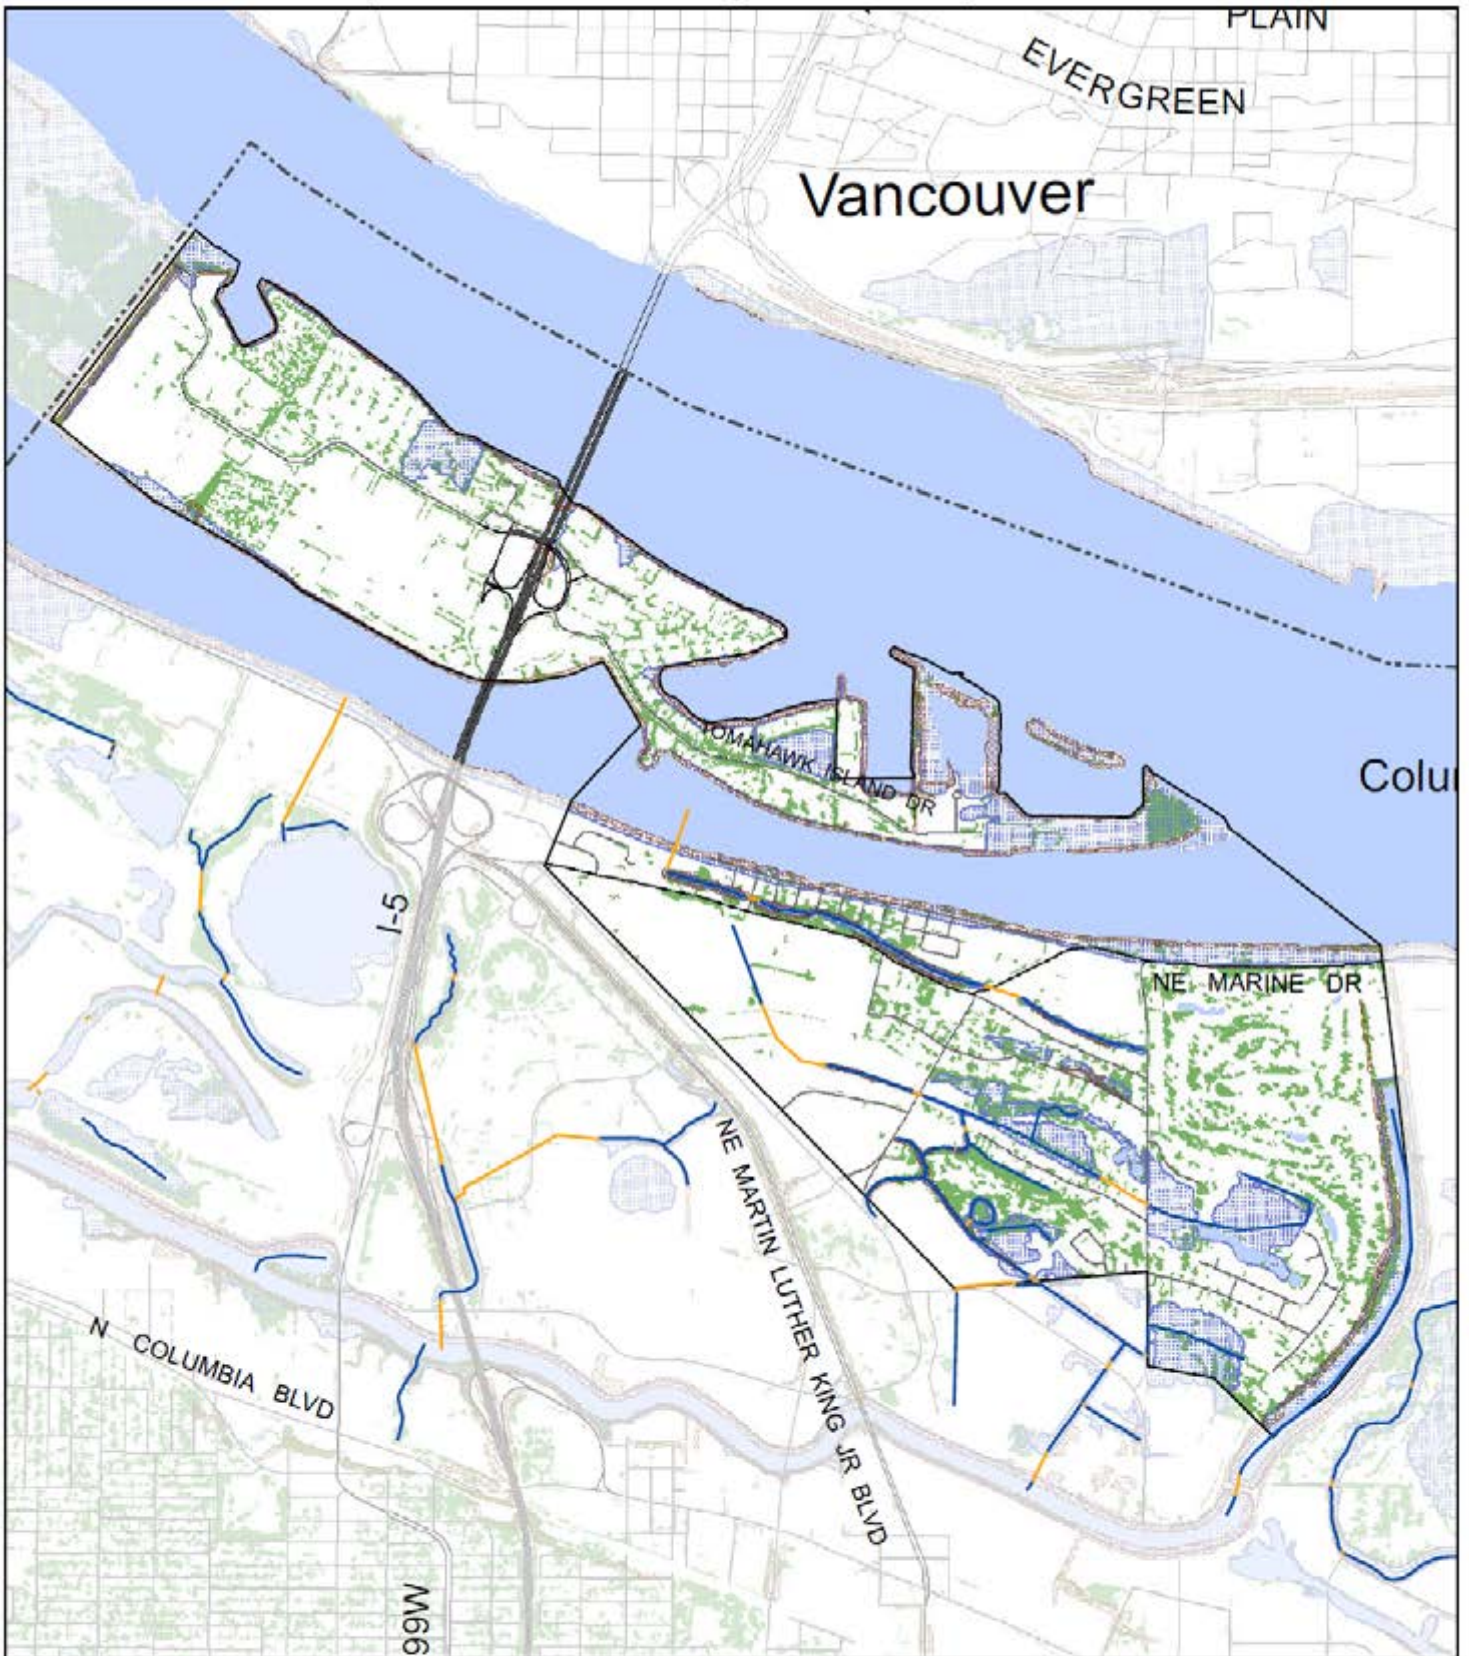 PLAIN
EVERGREEN
Vancouver
TOMAHAWK ISLAND DR
Colu
I-5
NE MARINE DR
NE MARTIN LUTHER KING JR BLVD
N COLUMBIA BLVD
99W